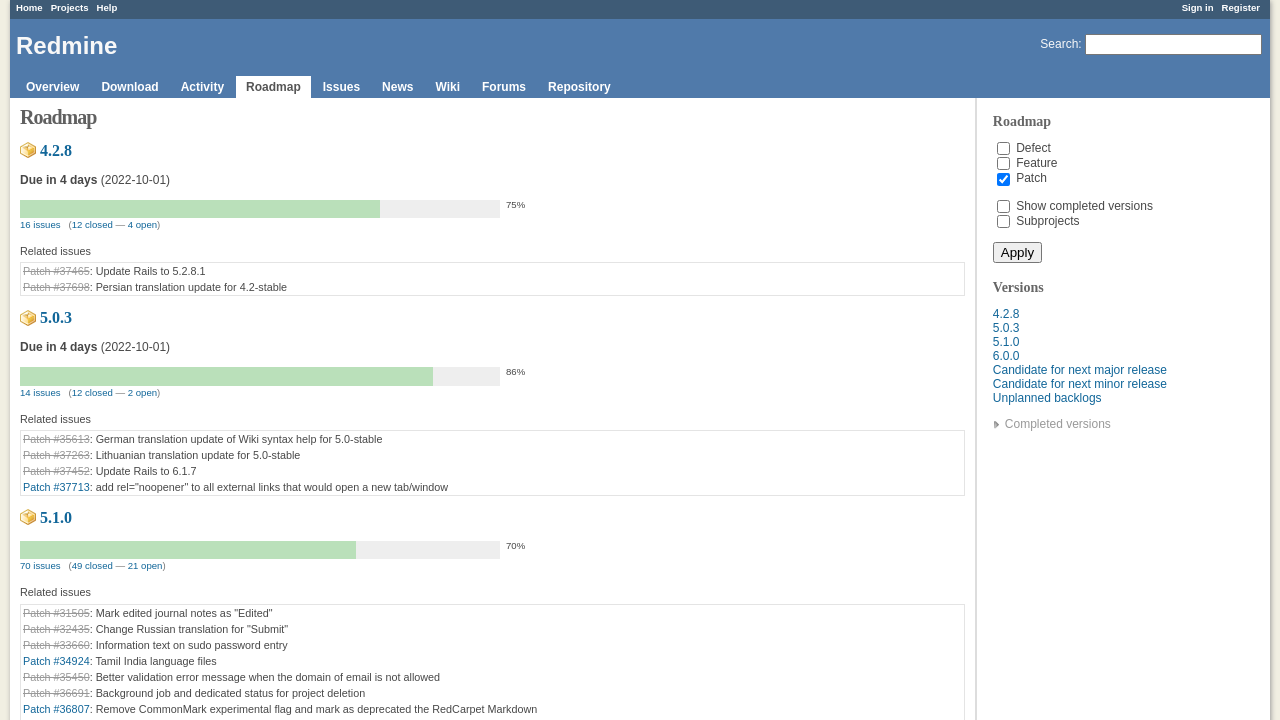 Home Projects Help Sign in Register
Redmine
Search:
Overview Download Activity Roadmap Issues News Wiki Forums Repository
Roadmap
4.2.8
Due in 4 days (2022-10-01)
75%
16 issues (12 closed — 4 open)
Related issues
Patch #37465: Update Rails to 5.2.8.1
Patch #37698: Persian translation update for 4.2-stable
5.0.3
Due in 4 days (2022-10-01)
86%
14 issues (12 closed — 2 open)
Related issues
Patch #35613: German translation update of Wiki syntax help for 5.0-stable
Patch #37263: Lithuanian translation update for 5.0-stable
Patch #37452: Update Rails to 6.1.7
Patch #37713: add rel="noopener" to all external links that would open a new tab/window
5.1.0
70%
70 issues (49 closed — 21 open)
Related issues
Patch #31505: Mark edited journal notes as "Edited"
Patch #32435: Change Russian translation for "Submit"
Patch #33660: Information text on sudo password entry
Patch #34924: Tamil India language files
Patch #35450: Better validation error message when the domain of email is not allowed
Patch #36691: Background job and dedicated status for project deletion
Patch #36807: Remove CommonMark experimental flag and mark as deprecated the RedCarpet Markdown
Roadmap
Defect
Feature
Patch
Show completed versions
Subprojects
Apply
Versions
4.2.8
5.0.3
5.1.0
6.0.0
Candidate for next major release
Candidate for next minor release
Unplanned backlogs
Completed versions